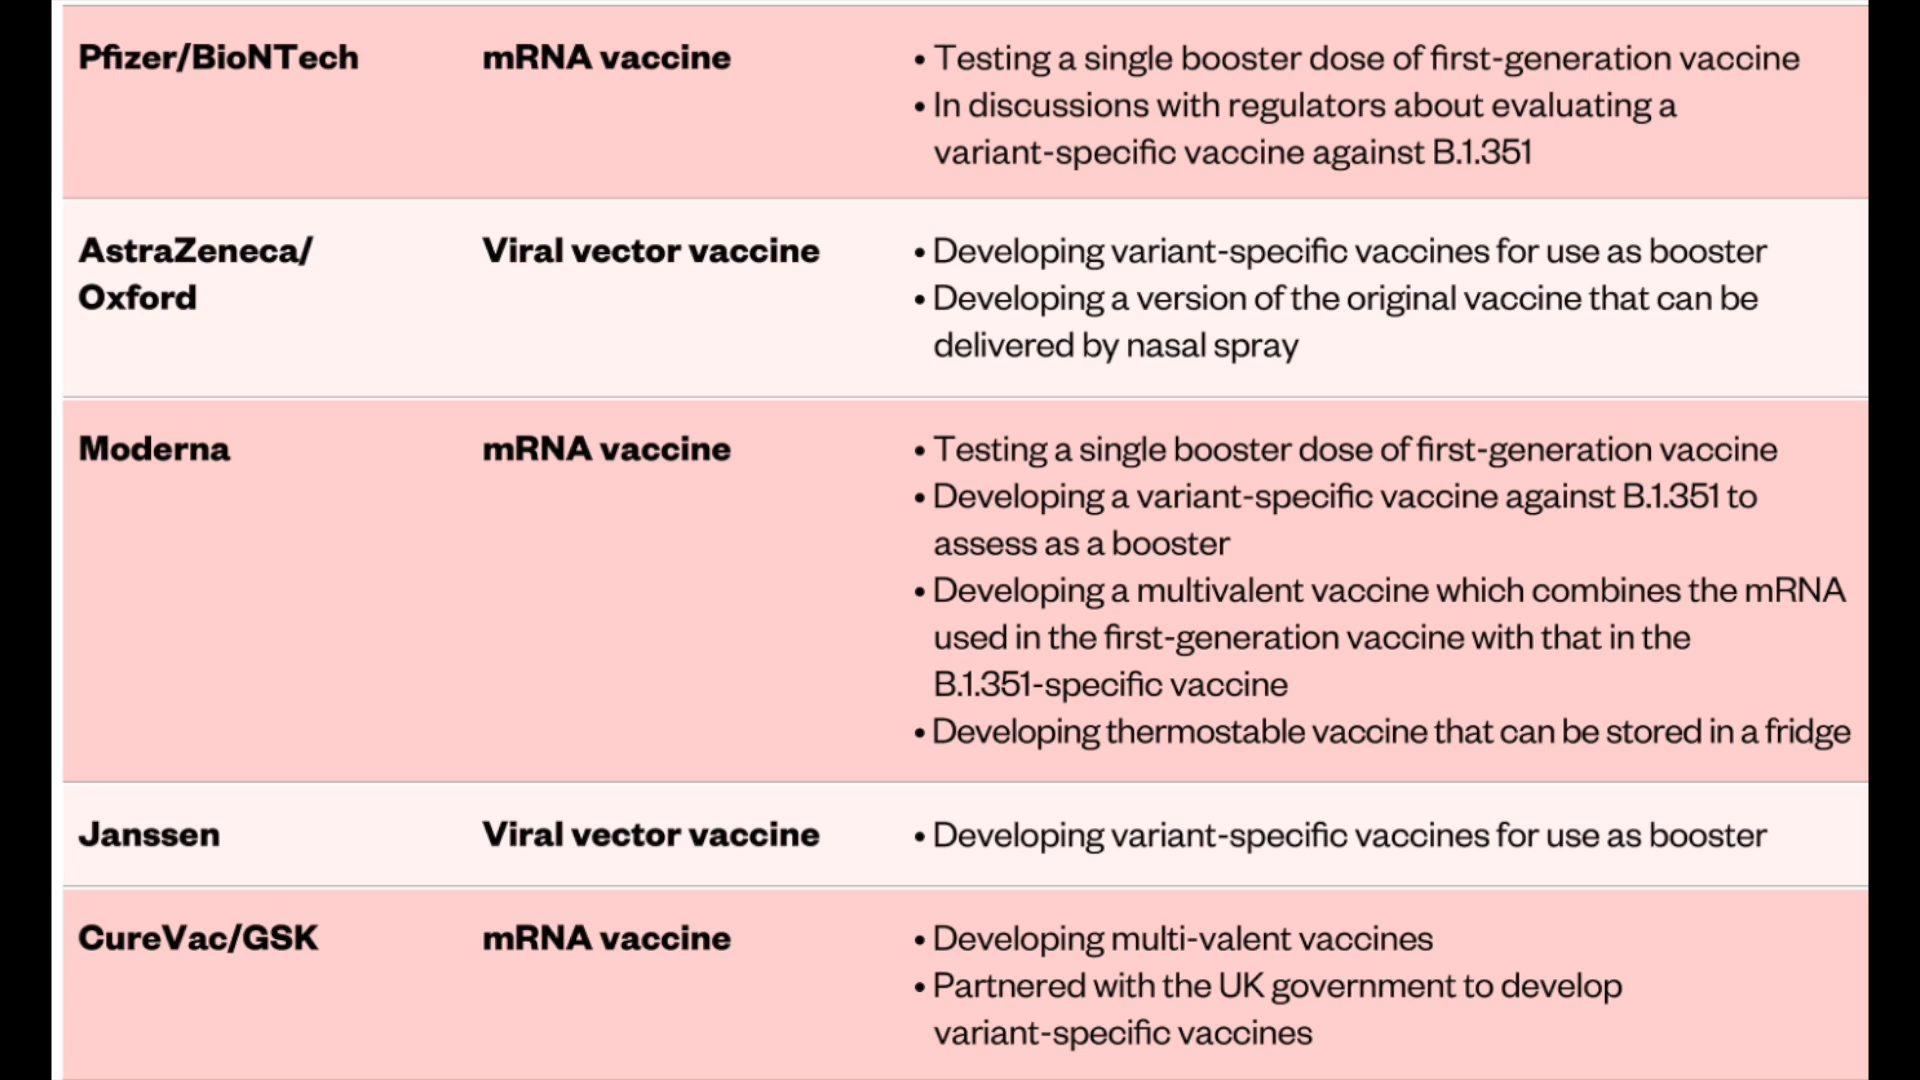 Pfizer/BioNTech
mRNA vaccine
• Testing a single booster dose of first-generation vaccine
• In discussions with regulators about evaluating a
variant-specific vaccine against B.1.351
AstraZeneca/
Oxford
Viral vector vaccine
• Developing variant-specific vaccines for use as booster
• Developing a version of the original vaccine that can be
delivered by nasal spray
Moderna
mRNA vaccine
• Testing a single booster dose of first-generation vaccine
• Developing a variant-specific vaccine against B.1.351 to
assess as a booster
• Developing a multivalent vaccine which combines the mRNA
used in the first-generation vaccine with that in the
B.1.351-specific vaccine
• Developing thermostable vaccine that can be stored in a fridge
Janssen
Viral vector vaccine
• Developing variant-specific vaccines for use as booster
CureVac/GSK
mRNA vaccine
• Developing multi-valent vaccines
• Partnered with the UK government to develop
variant-specific vaccines